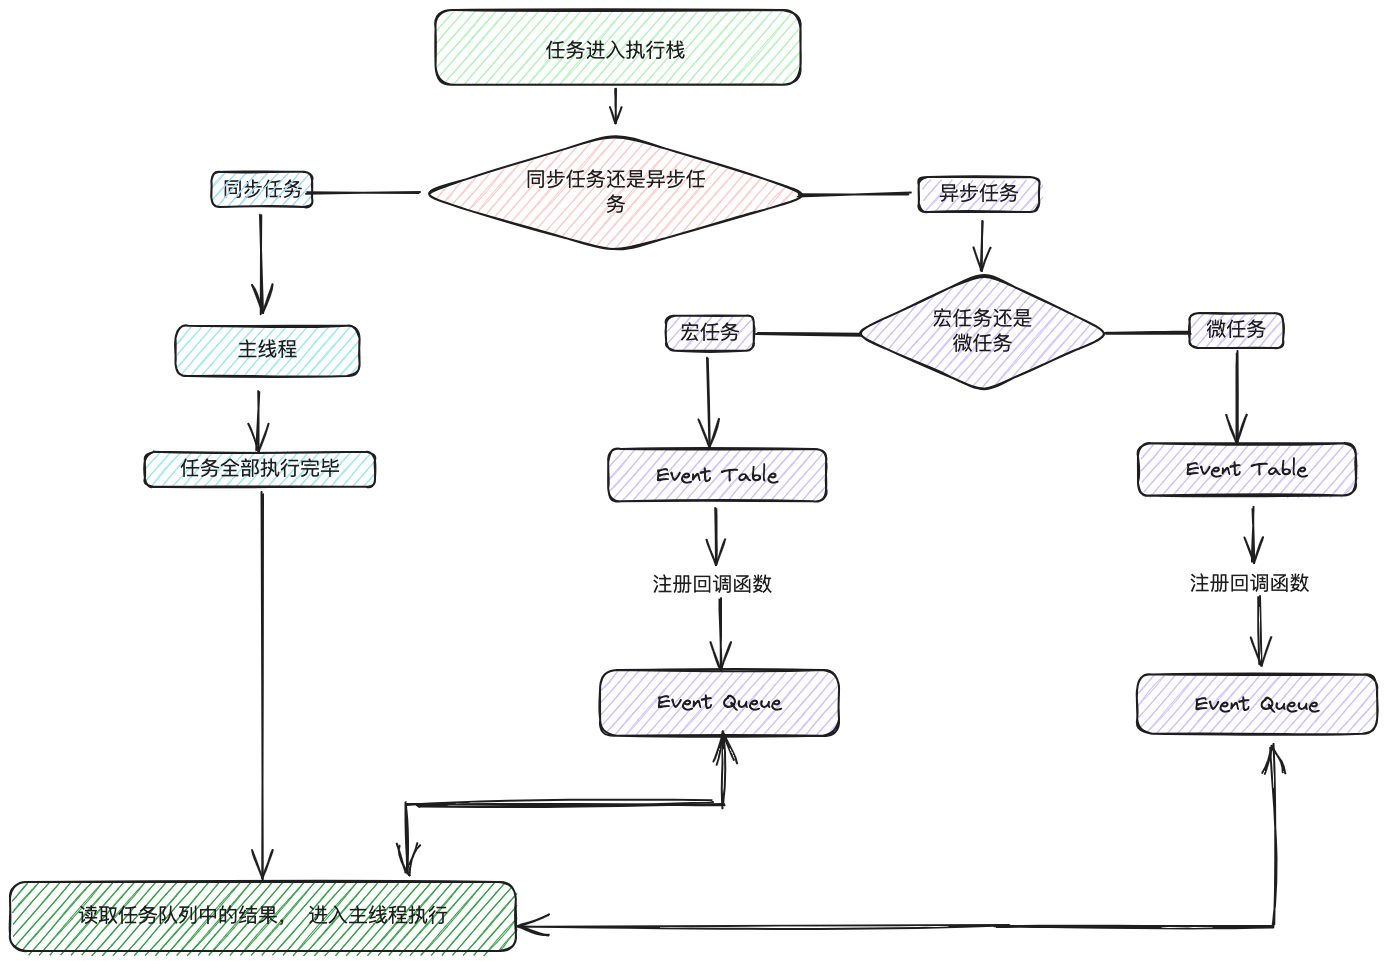 任务进入执行栈
同步任务还是异步任
务
同步任务
异步任务
宏任务还是
微任务
宏任务
微任务
主线程
任务全部执行完毕
Event Table
Event Table
注册回调函数
注册回调函数
Event Queue
Event Queue
读取任务队列中的结果， 进入主线程执行